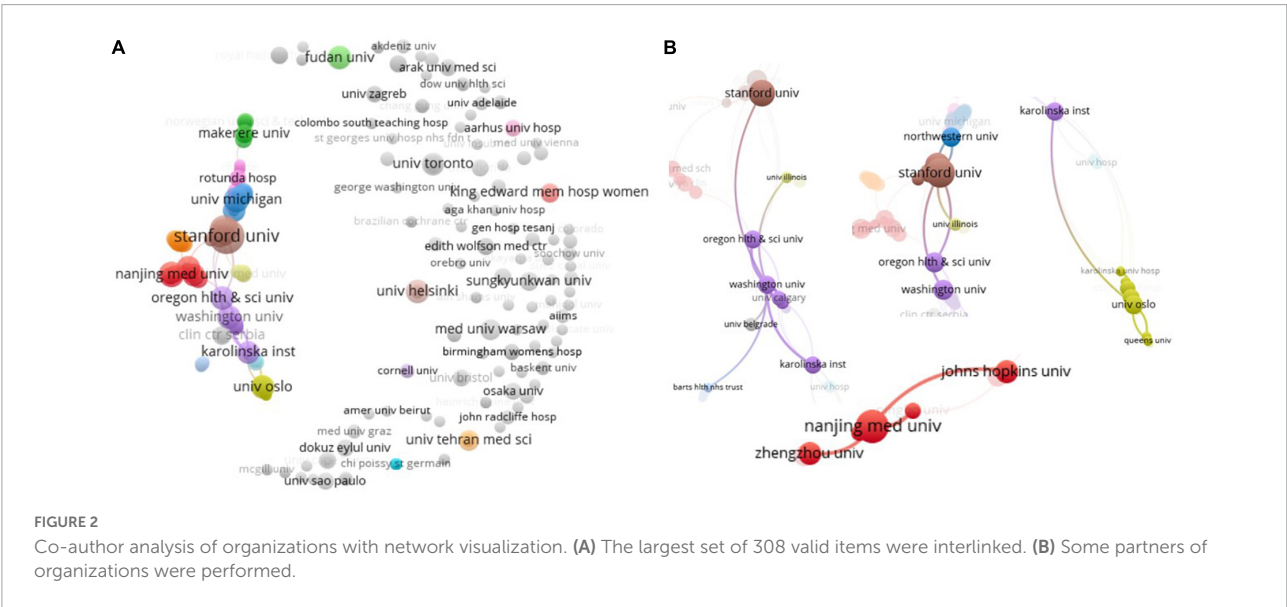 A
B
akdeniz univ
fudan univ
arak univ med sci
dow univ hlth sci
univ zagreb
univ adelaide
makerere univ
colombo south teaching hosp
aarhus univ hosp
st georges univ hosp nhs fdn t
med univ vienna
univ toronto
rotunda hosp
george washington univ
king edward mem hosp women
univ michigan
aga khan univ hosp
brazilian cochrane ctr
gen hosp tesanj
colorado
stanford univ
edith wolfson med ctr
soochow univ
orebro univ
nanjing med univ
med univ
sungkyunkwan univ
univ helsinki
oregon hlth & sci univ
washington univ
aiims
clin ctr serbia
med univ warsaw
karolinska inst
birmingham womens hosp
cornell univ
baskent univ
univ bristol
univ oslo
osaka univ
amer univ beirut
john radcliffe hosp
med univ graz
univ tehran med sci
dokuz eylul univ
chi poissy st germain
mcgill univ
univ sao paulo
stanford univ
univ
med sch
univ illinois
oregon hlth & sci univ
washington univ
univ calgary
univ belgrade
karolinska inst
barts hlth nhs trust
univ hosp
univ michigan
northwestern univ
stanford univ
univ illinois
med univ
oregon hlth & sci univ
washington univ
clin ctr serbia
karolinska inst
univ hosp
karolinska univ hosp
univ oslo
queens univ
johns hopkins univ
nanjing med univ
zhengzhou univ
FIGURE 2
Co-author analysis of organizations with network visualization. (A) The largest set of 308 valid items were interlinked. (B) Some partners of
organizations were performed.